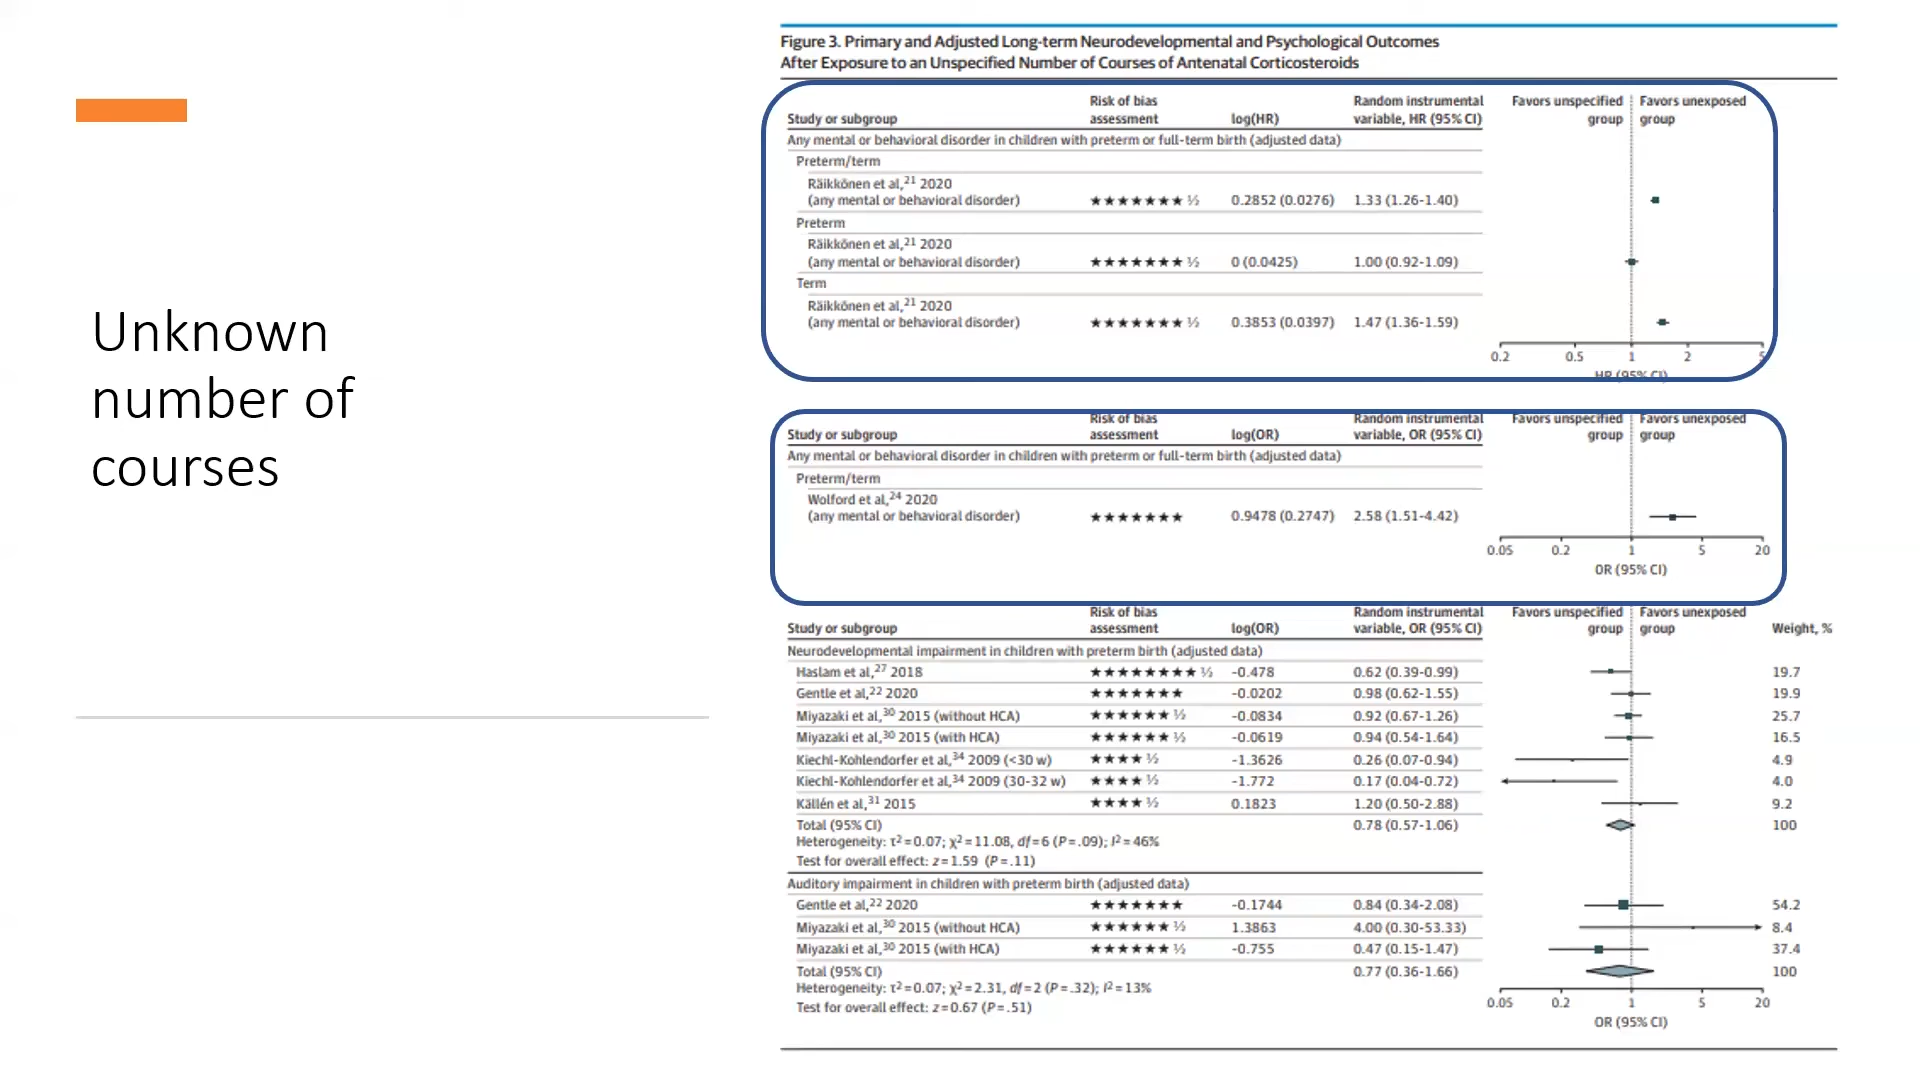 Unknown
number of
courses
Figure 3. Primary and Adjusted Long-term Neurodevelopmental and Psychological Outcomes
After Exposure to an Unspecified Number of Courses of Antenatal Corticosteroids
Risk of bias Random instrumental Favors unspecified Favors unexposed
Study or subgroup assessment log(HR) variable, HR (95% CI) group group
Any mental or behavioral disorder in children with preterm or full-term birth (adjusted data)
Preterm/term
Räikkönen et al,21 2020
(any mental or behavioral disorder) ★★★★★★★ ½ 0.2852 (0.0276) 1.33 (1.26-1.40)
Preterm
Räikkönen et al,21 2020
(any mental or behavioral disorder) ★★★★★★★ ½ 0 (0.0425) 1.00 (0.92-1.09)
Term
Räikkönen et al,21 2020
(any mental or behavioral disorder) ★★★★★★★ ½ 0.3853 (0.0397) 1.47 (1.36-1.59)
0.2 0.5 1 2 5
HR (95% CI)
Risk of bias Random instrumental Favors unspecified Favors unexposed
Study or subgroup assessment log(OR) variable, OR (95% CI) group group
Any mental or behavioral disorder in children with preterm or full-term birth (adjusted data)
Preterm/term
Wolford et al,24 2020
(any mental or behavioral disorder) ★★★★★★★ 0.9478 (0.2747) 2.58 (1.51-4.42)
0.05 0.2 1 5 20
OR (95% CI)
Risk of bias Random instrumental Favors unspecified Favors unexposed
Study or subgroup assessment log(OR) variable, OR (95% CI) group group Weight, %
Neurodevelopmental impairment in children with preterm birth (adjusted data)
Haslam et al,27 2018 ★★★★★★★★ ½ -0.478 0.62 (0.39-0.99) 19.7
Gentle et al,22 2020 ★★★★★★★ -0.0202 0.98 (0.62-1.55) 19.9
Miyazaki et al,30 2015 (without HCA) ★★★★★★ ½ -0.0834 0.92 (0.67-1.26) 25.7
Miyazaki et al,30 2015 (with HCA) ★★★★★★ ½ -0.0619 0.94 (0.54-1.64) 16.5
Kiechl-Kohlendorfer et al,34 2009 (<30 w) ★★★★ ½ -1.3626 0.26 (0.07-0.94) 4.9
Kiechl-Kohlendorfer et al,34 2009 (30-32 w) ★★★★ ½ -1.772 0.17 (0.04-0.72) 4.0
Källén et al,31 2015 ★★★★ ½ 0.1823 1.20 (0.50-2.88) 9.2
Total (95% CI) 0.78 (0.57-1.06) 100
Heterogeneity: τ2=0.07; χ2=11.08, df=6 (P=.09); I2=46%
Test for overall effect: z=1.59 (P=.11)
Auditory impairment in children with preterm birth (adjusted data)
Gentle et al,22 2020 ★★★★★★★ -0.1744 0.84 (0.34-2.08) 54.2
Miyazaki et al,30 2015 (without HCA) ★★★★★★ ½ 1.3863 4.00 (0.30-53.33) 8.4
Miyazaki et al,30 2015 (with HCA) ★★★★★★ ½ -0.755 0.47 (0.15-1.47) 37.4
Total (95% CI) 0.77 (0.36-1.66) 100
Heterogeneity: τ2=0.07; χ2=2.31, df=2 (P=.32); I2=13%
Test for overall effect: z=0.67 (P=.51)
0.05 0.2 1 5 20
OR (95% CI)